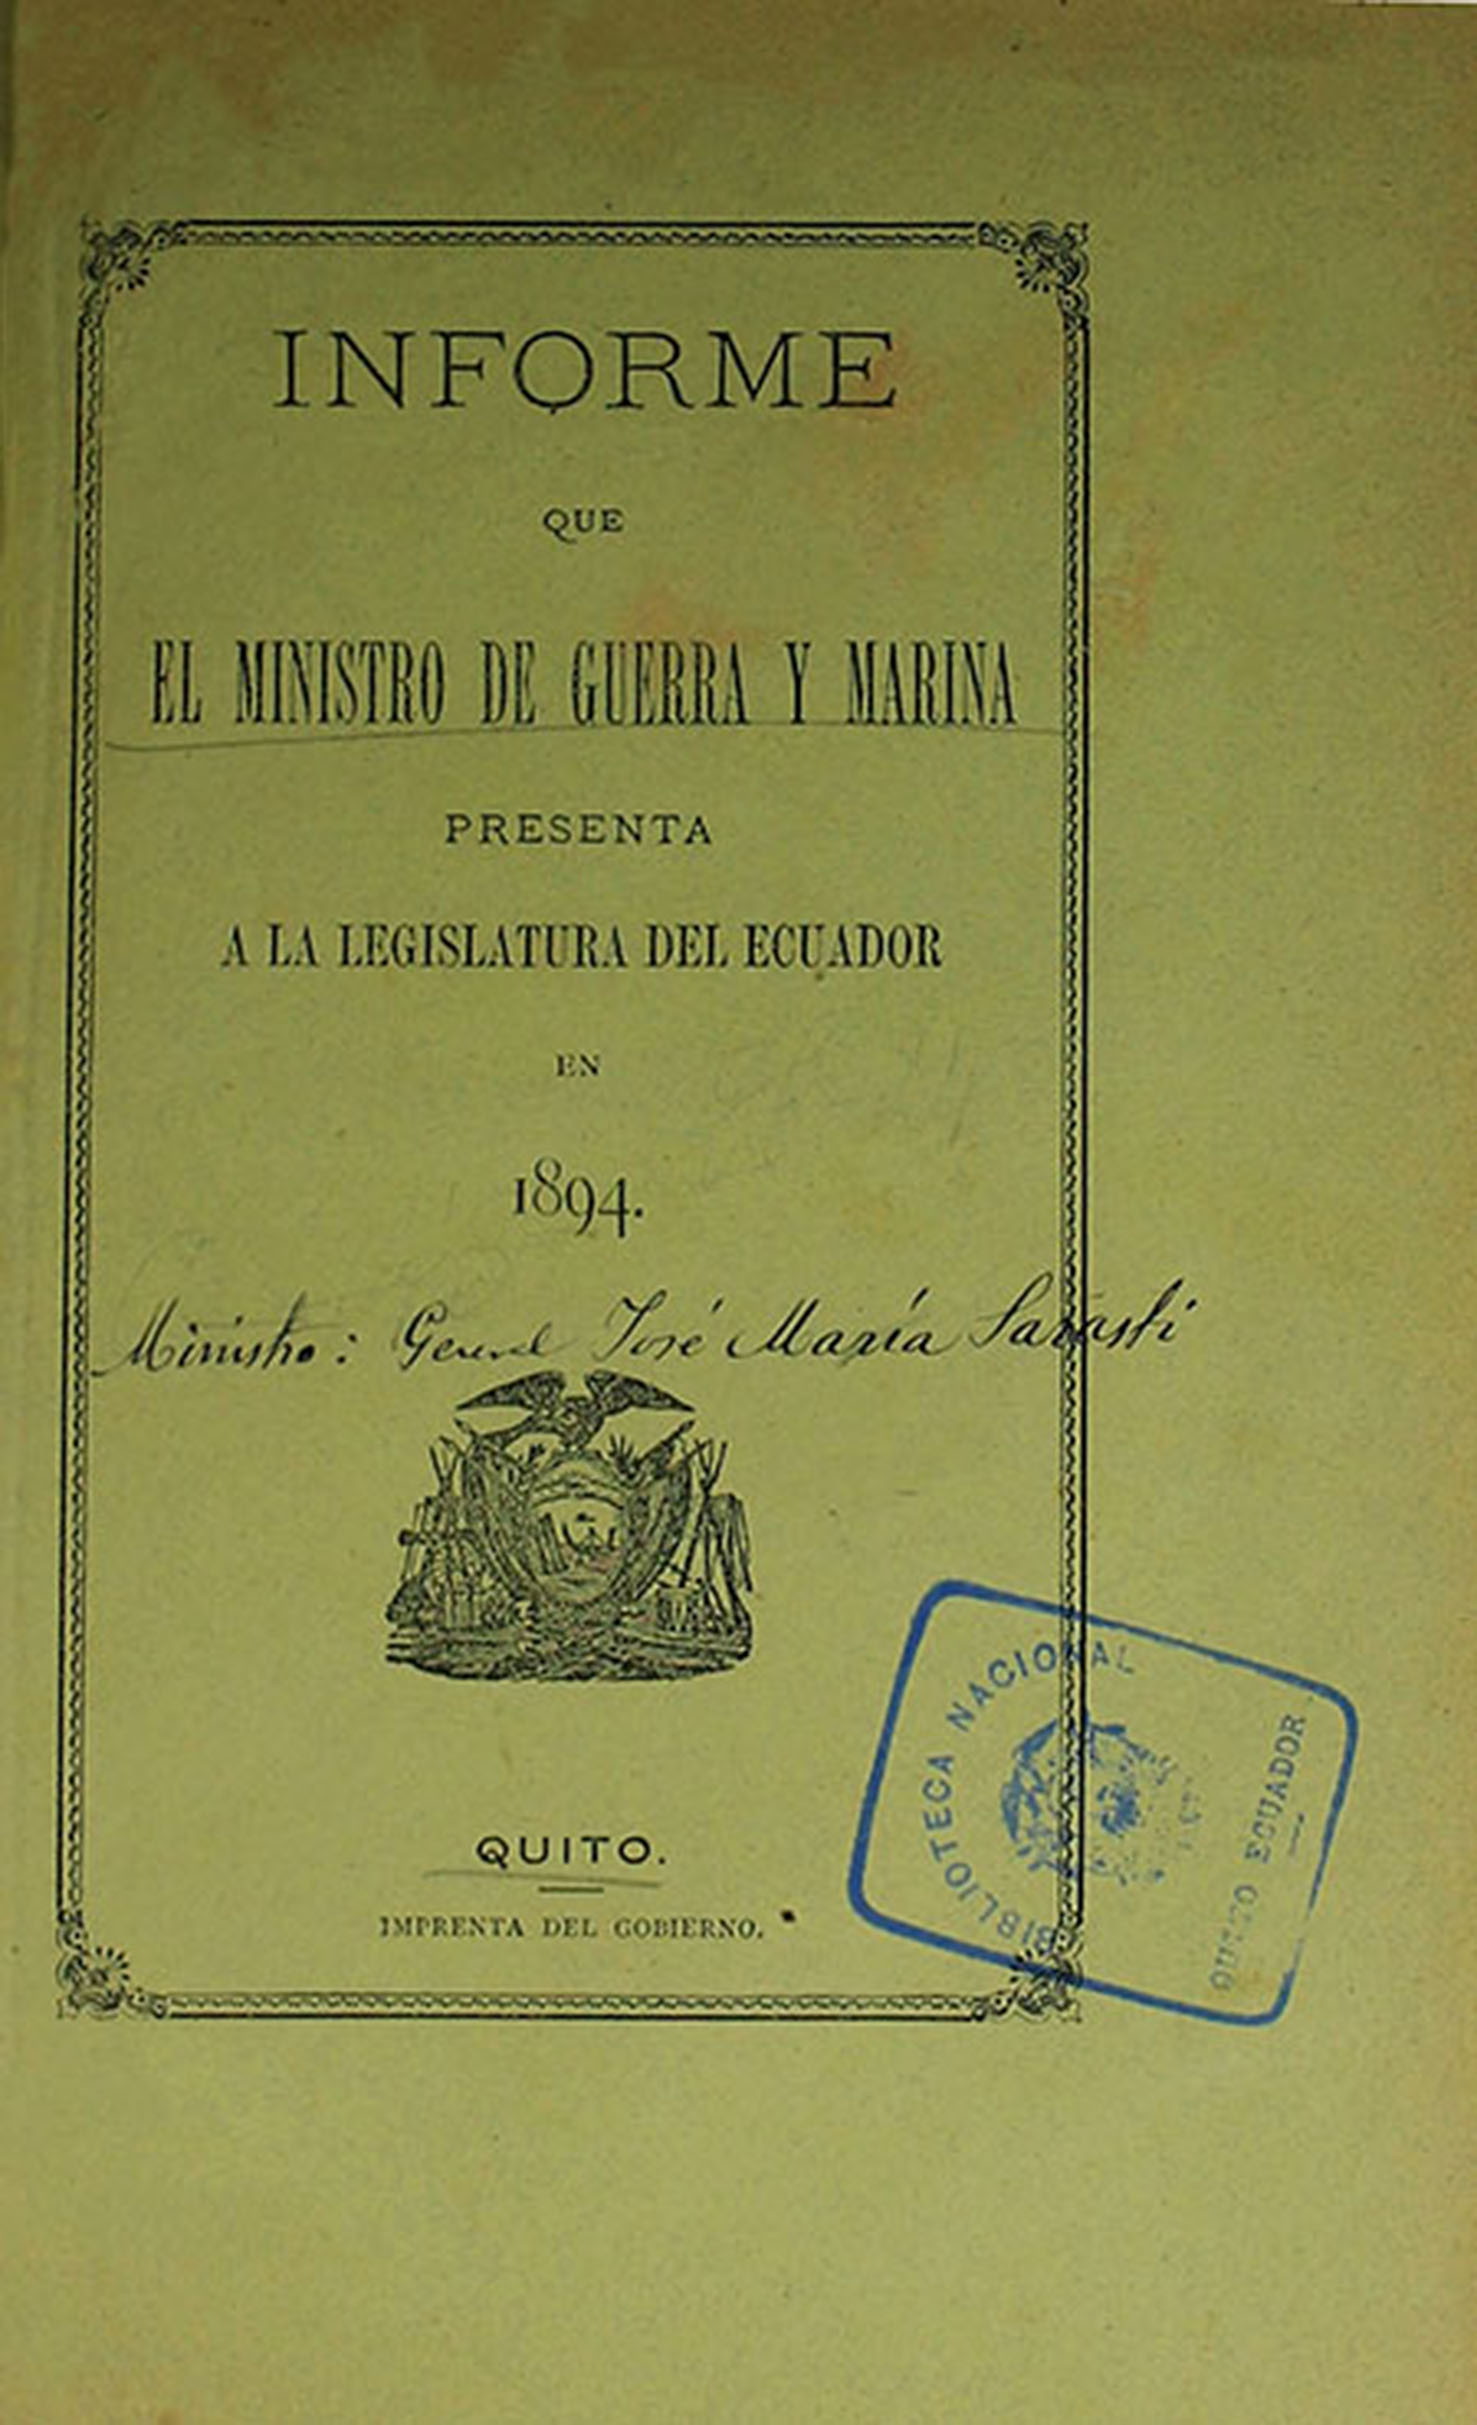 INFORME
QUE
EL MINISTRO DE GUERRA Y MARINA
PRESENTA
A LA LEGISLATURA DEL ECUADOR
EN
1894.
Ministro: General José María Sarasti
QUITO.
IMPRENTA DEL GOBIERNO.
BIBLIOTECA NACIONAL
QUITO ECUADOR